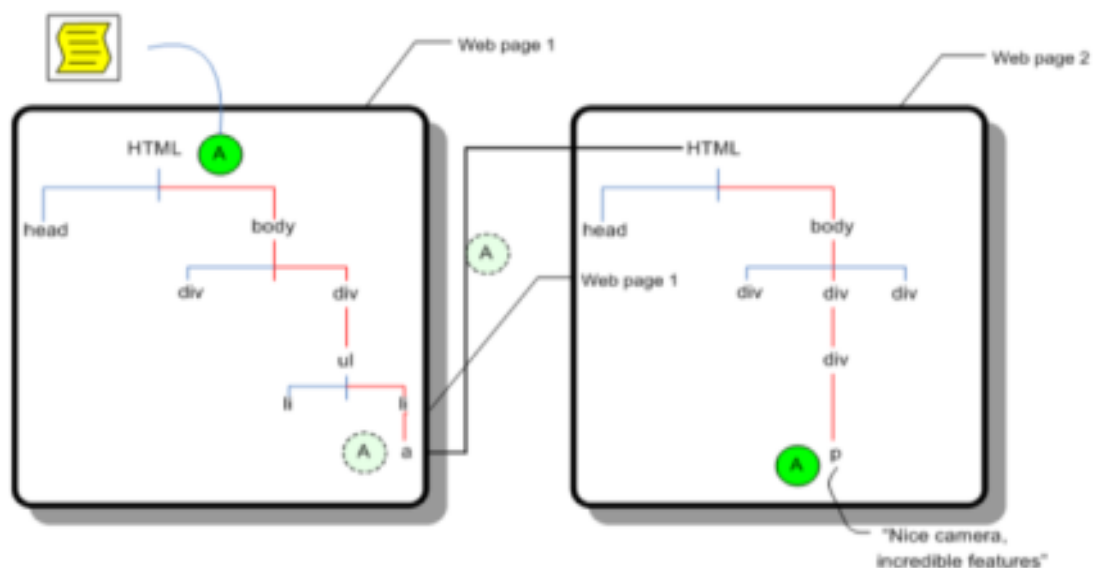 Web page 1
Web page 2
HTML A
HTML
head
body
head
body
A
div
div
Web page 1
div
div
div
ul
div
li
li
A
a
A
p
"Nice camera,
incredible features"